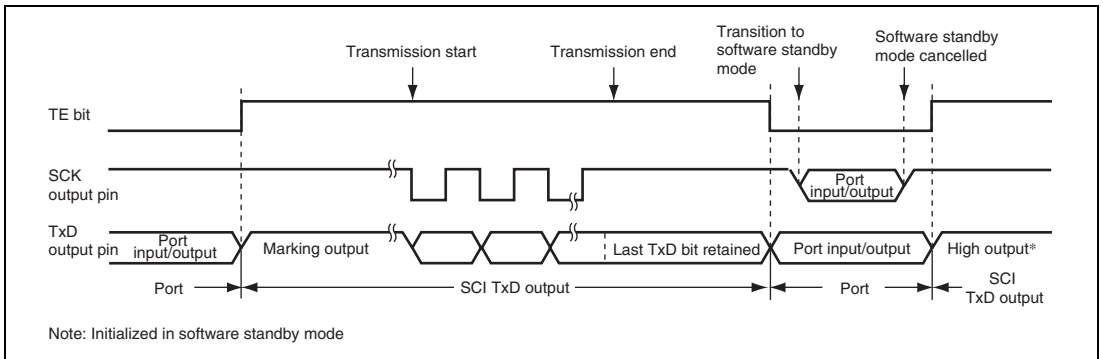 Transmission start
Transmission end
Transition to
software standby
mode
Software standby
mode cancelled
TE bit
SCK
output pin
Port
input/output
TxD
output pin
Port
input/output
Marking output
Last TxD bit retained
Port input/output
High output*
Port
SCI TxD output
Port
SCI
TxD output
Note: Initialized in software standby mode